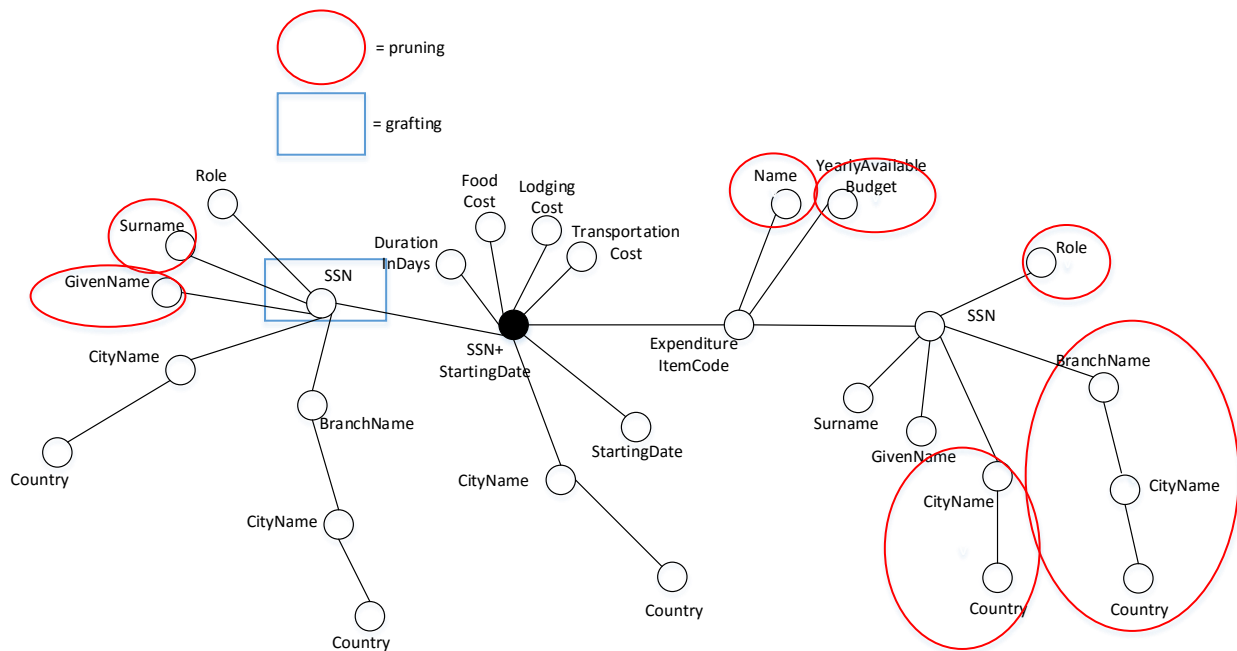 = pruning
= grafting
Role
Surname
GivenName
SSN
CityName
Country
BranchName
CityName
Country
Duration
InDays
Food
Cost
Lodging
Cost
Transportation
Cost
SSN+
StartingDate
StartingDate
CityName
Country
Name
YearlyAvailable
Budget
Expenditure
ItemCode
Role
SSN
Surname
GivenName
CityName
Country
BranchName
CityName
Country